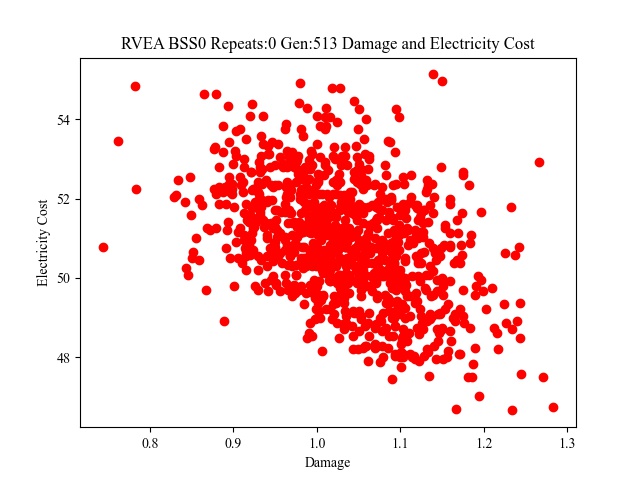 RVEA BSS0 Repeats:0 Gen:513 Damage and Electricity Cost
54
52
50
48
Electricity Cost
0.8 0.9 1.0 1.1 1.2 1.3
Damage